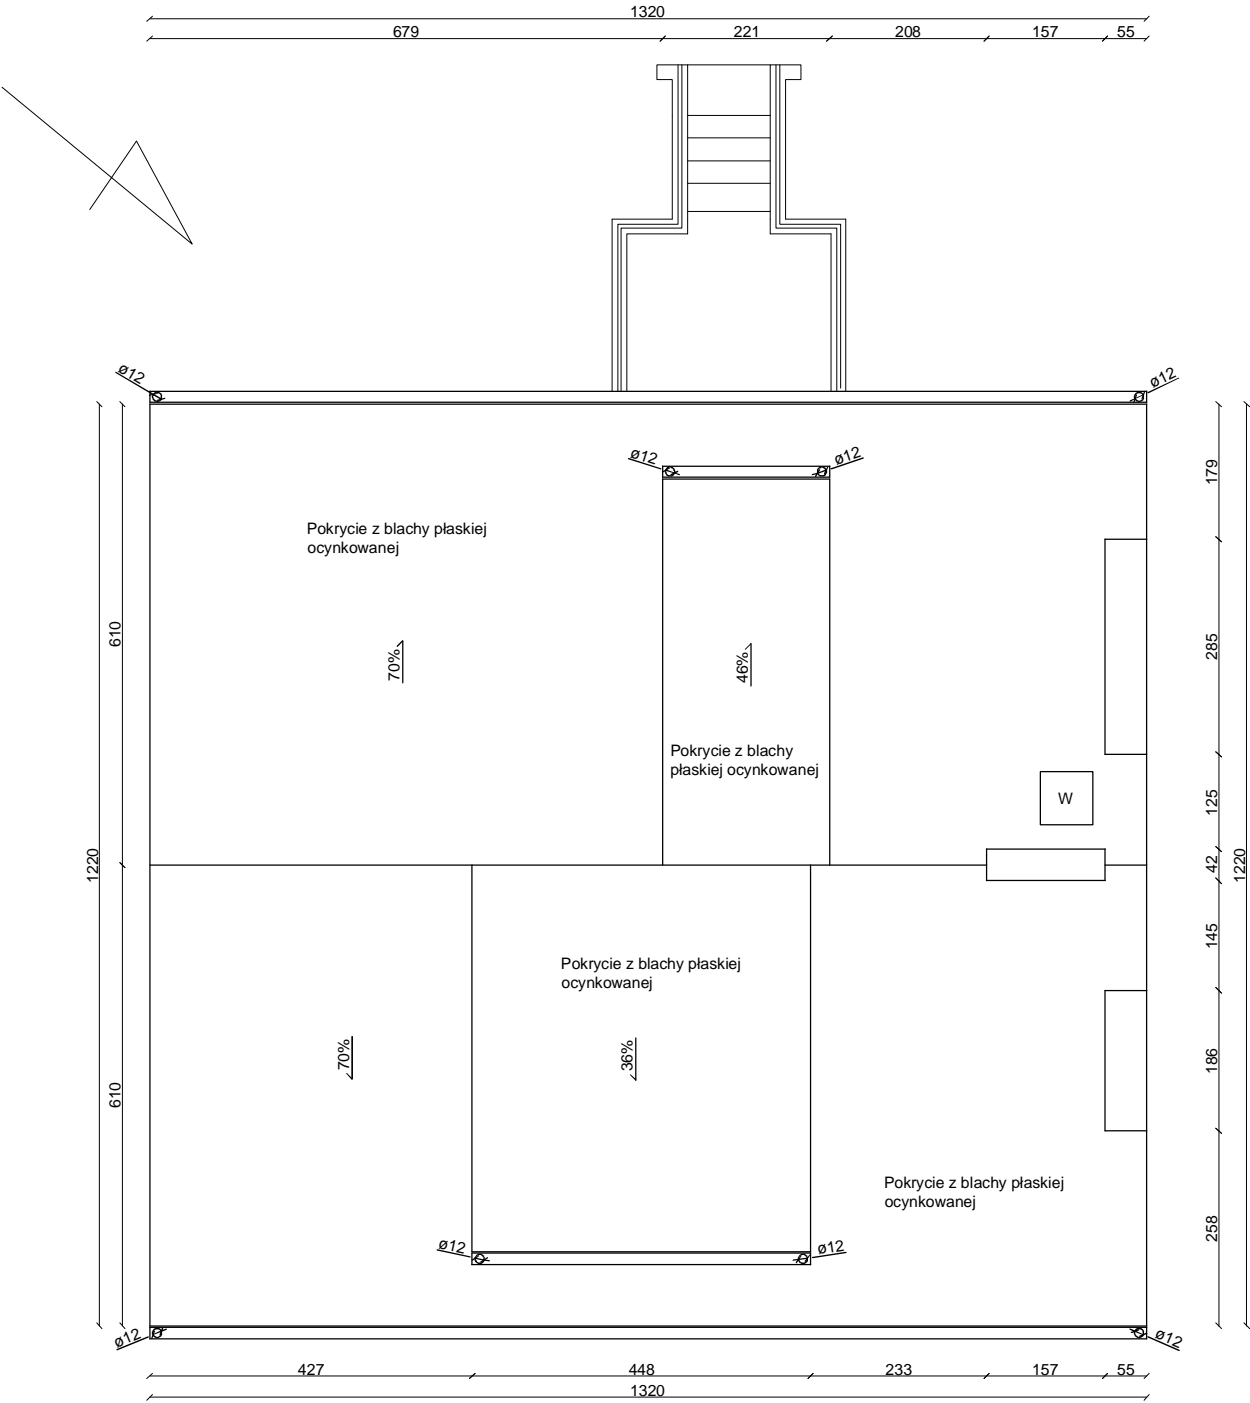 1320
679
221
208
157
55
ø12
ø12
ø12
ø12
179
Pokrycie z blachy płaskiej
ocynkowanej
610
70%
46%
285
Pokrycie z blachy
płaskiej ocynkowanej
W
125
1220
42
1220
145
Pokrycie z blachy płaskiej
ocynkowanej
70%
36%
186
610
Pokrycie z blachy płaskiej
ocynkowanej
258
ø12
ø12
ø12
ø12
427
448
233
157
55
1320